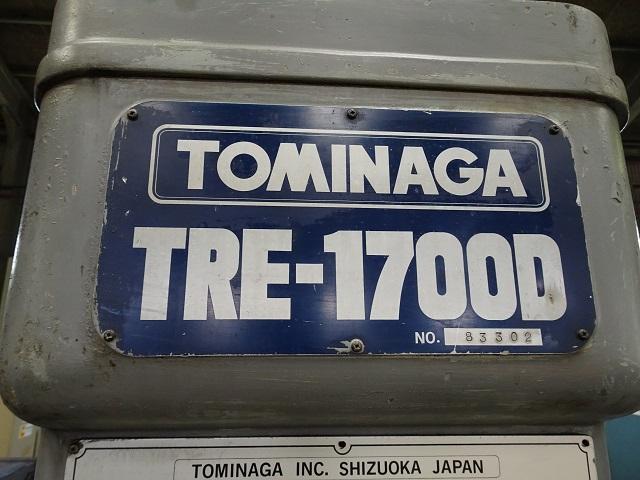 TOMINAGA
TRE-1700D
NO. 83302
TOMINAGA INC. SHIZUOKA JAPAN